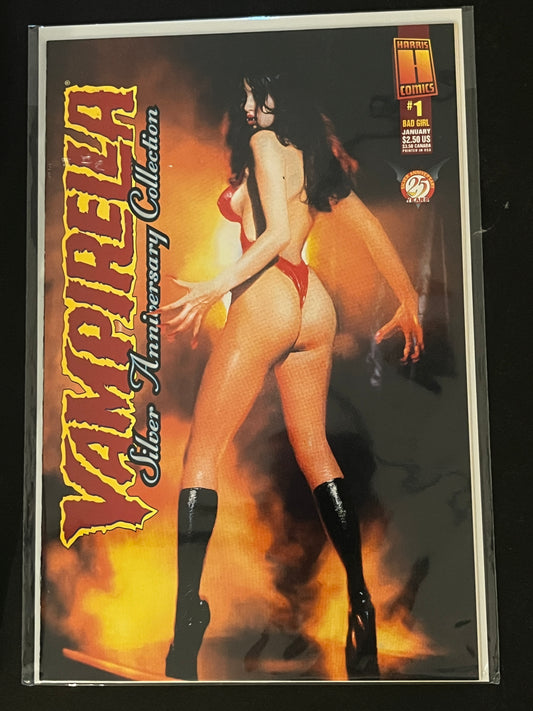 VAMPIRELLA®
Silver Anniversary Collection
HARRIS
H
COMICS
#1
BAD GIRL
JANUARY
$2.50 US
$3.50 CANADA
PRINTED IN USA
25
YEARS